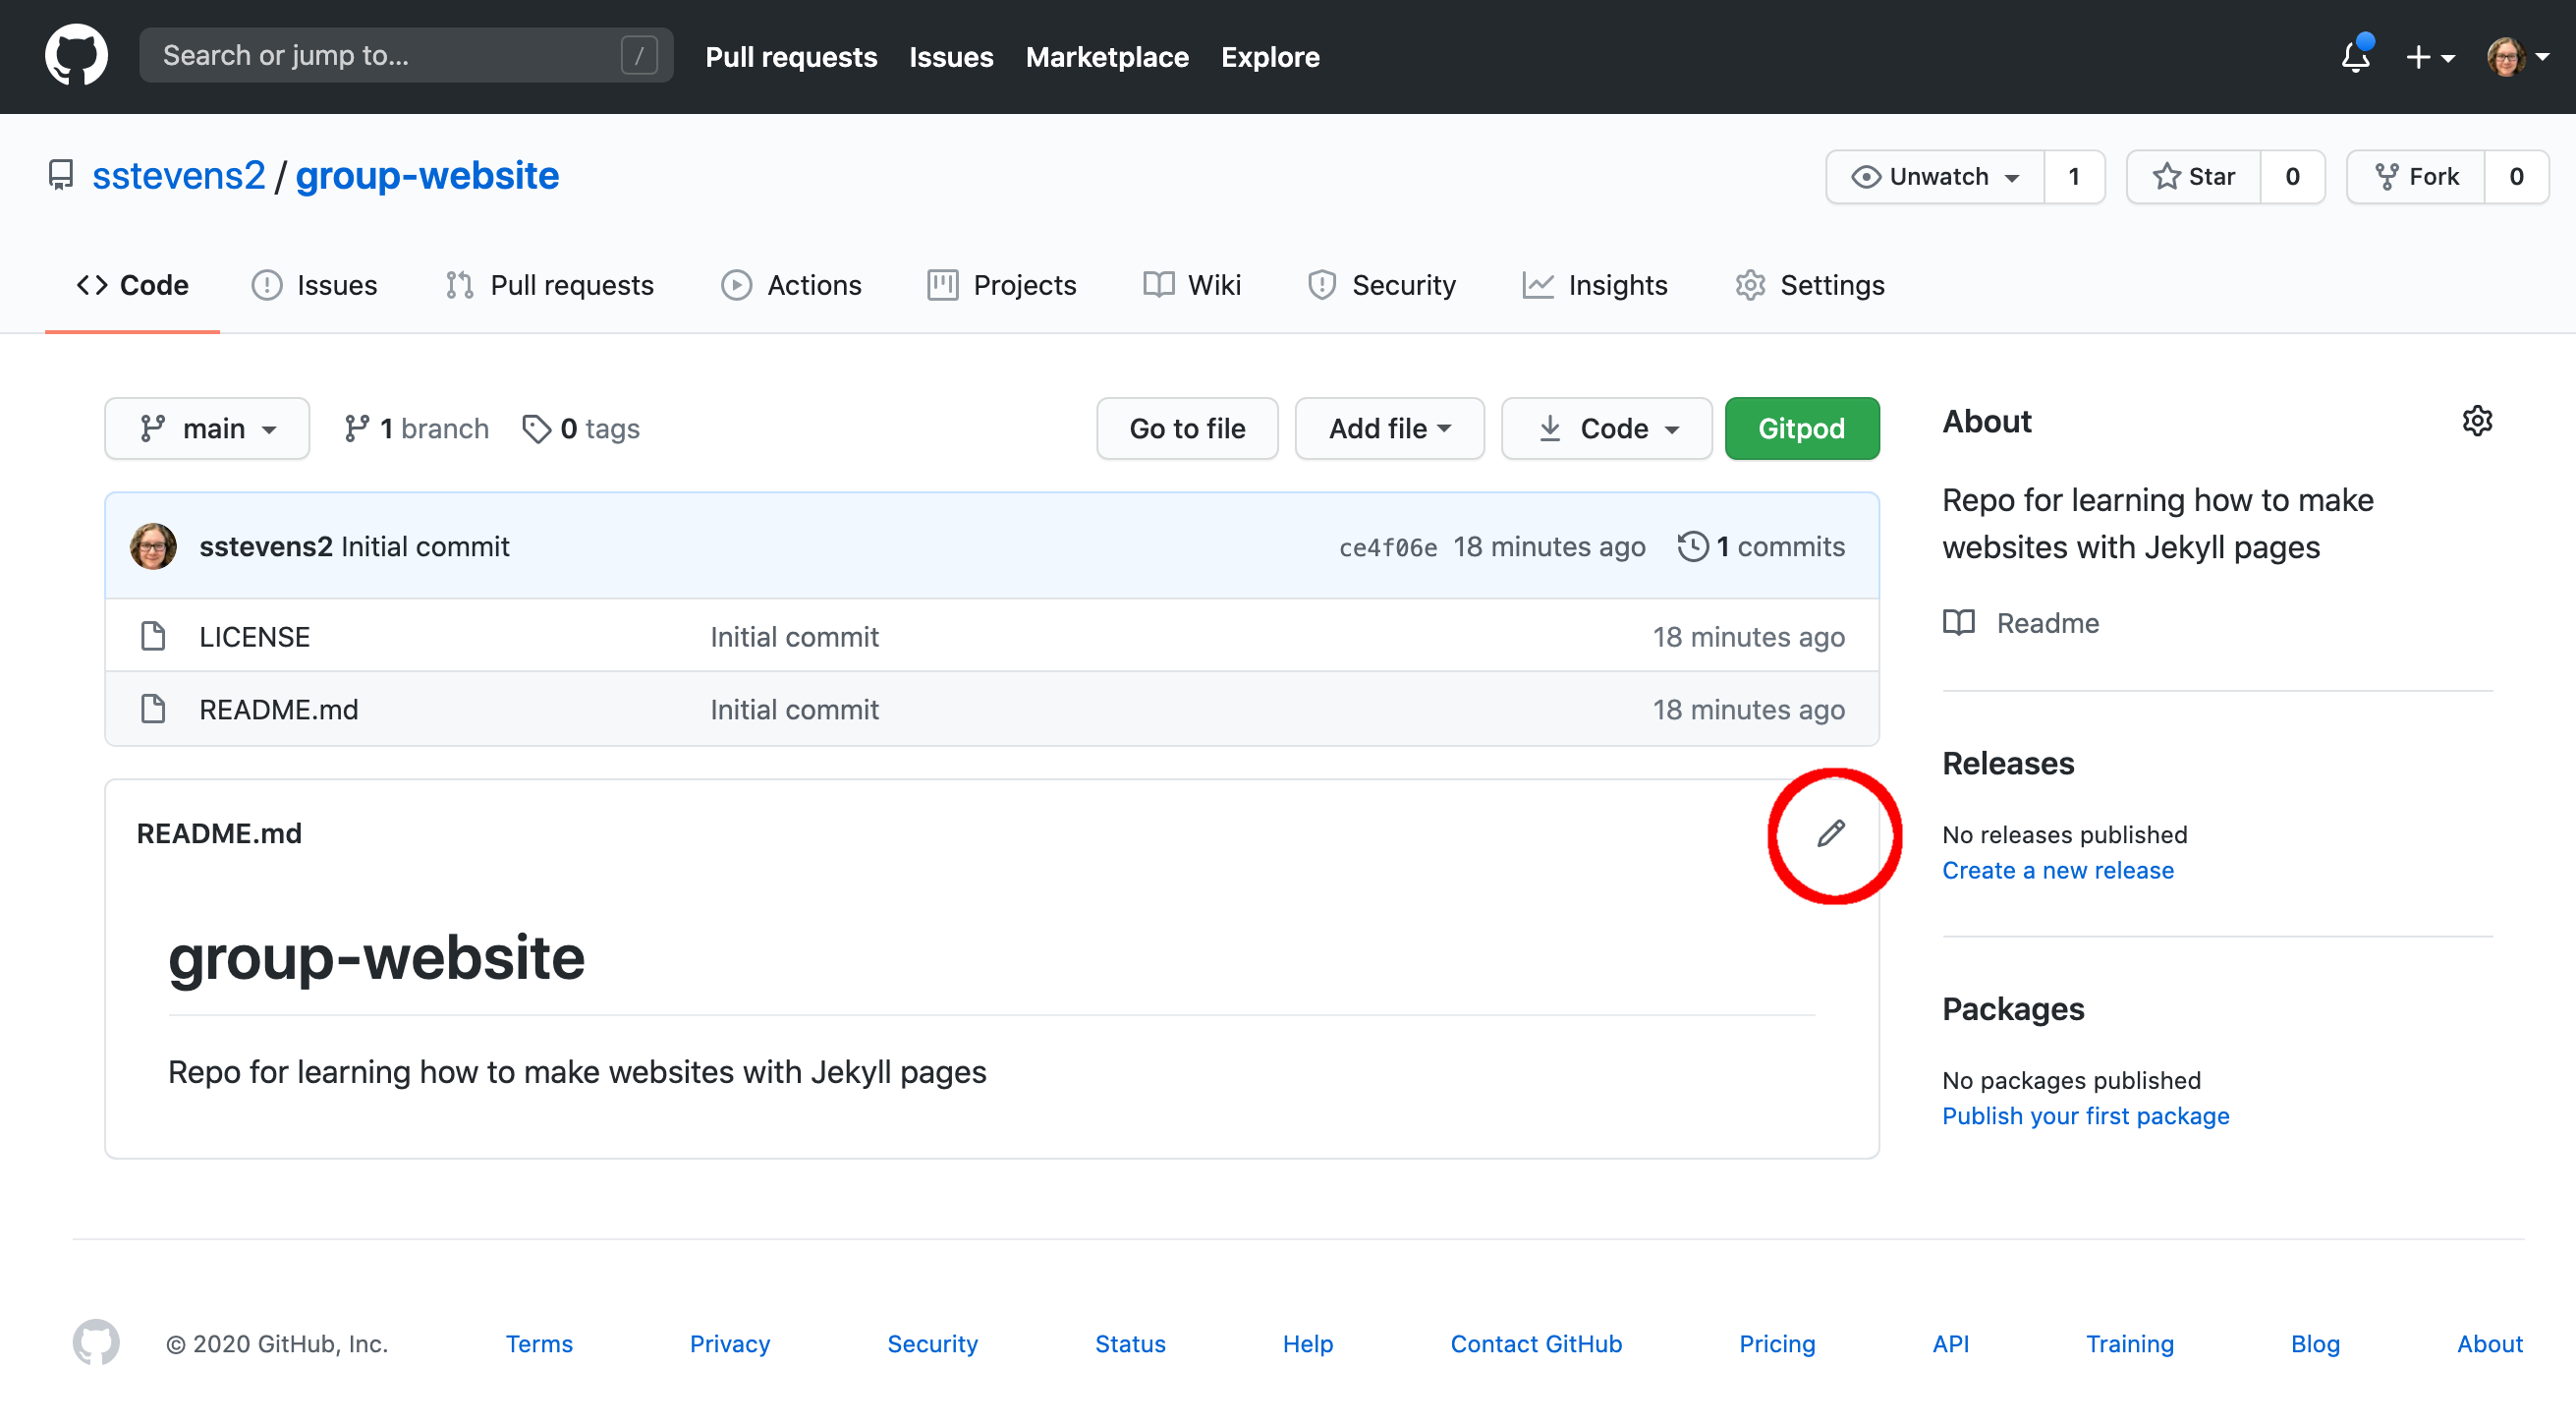 Search or jump to... / Pull requests Issues Marketplace Explore
sstevens2 / group-website Unwatch 1 Star 0 Fork 0
Code Issues Pull requests Actions Projects Wiki Security Insights Settings
main 1 branch 0 tags Go to file Add file Code Gitpod
sstevens2 Initial commit ce4f06e 18 minutes ago 1 commits
LICENSE Initial commit 18 minutes ago
README.md Initial commit 18 minutes ago
README.md
group-website
Repo for learning how to make websites with Jekyll pages
About
Repo for learning how to make
websites with Jekyll pages
Readme
Releases
No releases published
Create a new release
Packages
No packages published
Publish your first package
© 2020 GitHub, Inc. Terms Privacy Security Status Help Contact GitHub Pricing API Training Blog About